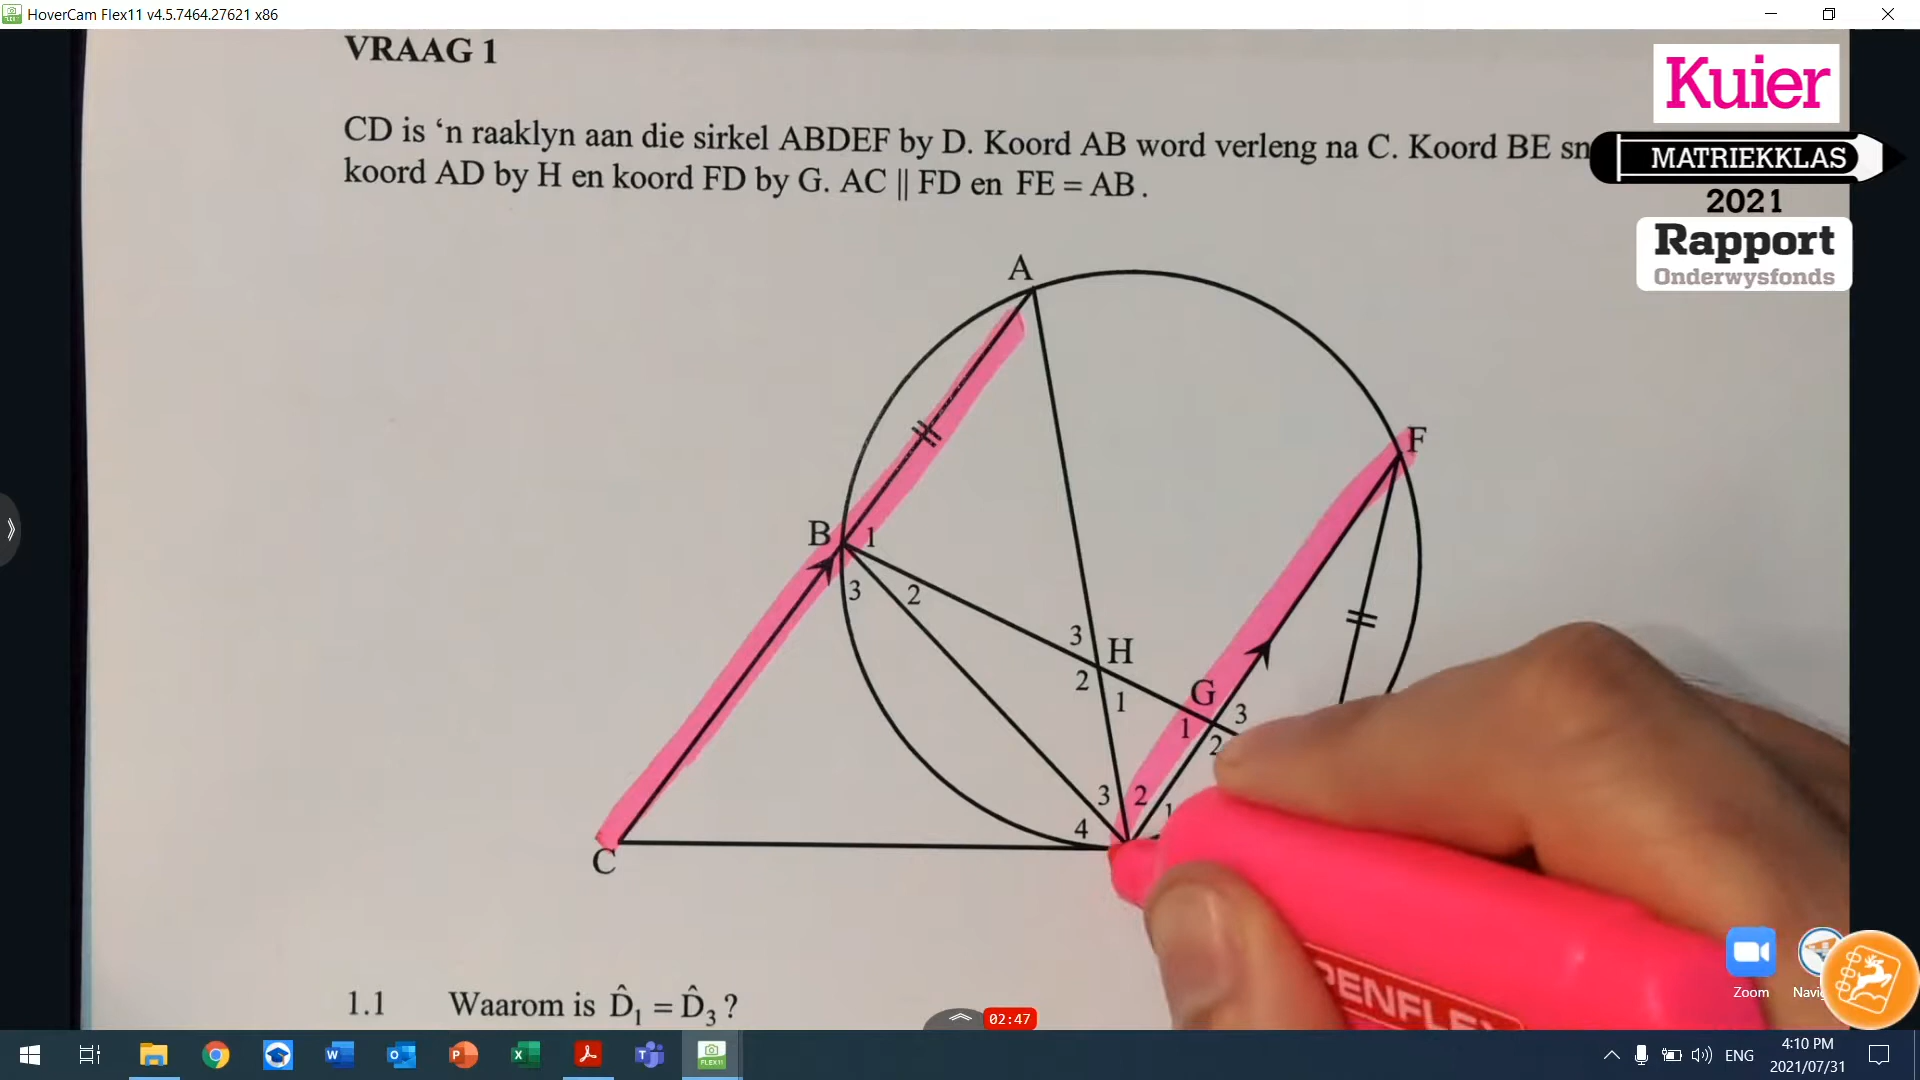 HoverCam Flex11 v4.5.7464.27621 x86
VRAAG 1
CD is ‘n raaklyn aan die sirkel ABDEF by D. Koord AB word verleng na C. Koord BE sn
koord AD by H en koord FD by G. AC || FD en FE = AB.
Kuier
MATRIEKKLAS
2021
Rapport
Onderwysfonds
A
F
B
1
3
2
3
H
2
1
G
3
1
2
3
2
1
4
C
1.1 Waarom is D̂₁ = D̂₃ ?
PENFLEX
Zoom
Navig
02:47
ENG
4:10 PM
2021/07/31